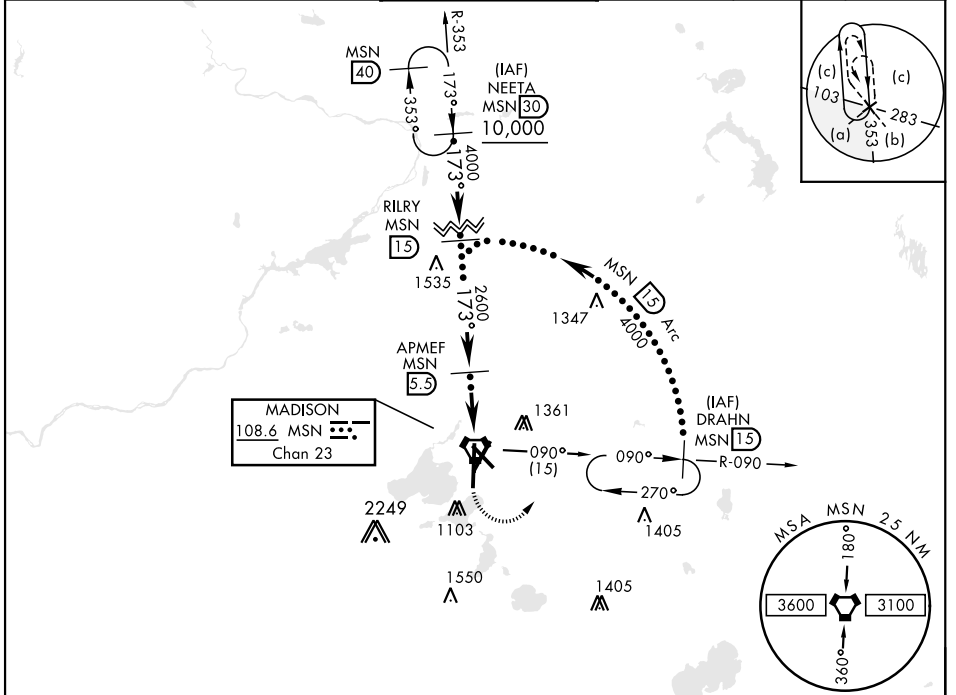 R-353
MSN
40
173°
353°
(IAF)
NEETA
MSN 30
10,000
4000
173°
RILRY
MSN
15
1535
2600
173°
MSN 15 Arc
4000
1347
APMEF
MSN
5.5
MADISON
108.6 MSN
Chan 23
1361
(IAF)
DRAHN
MSN 15
090°
(15)
090°
R-090
270°
2249
1103
1405
1550
1405
(c)
(c)
103
283
(a)
353
(b)
MSA MSN 25 NM
180°
3600
3100
360°